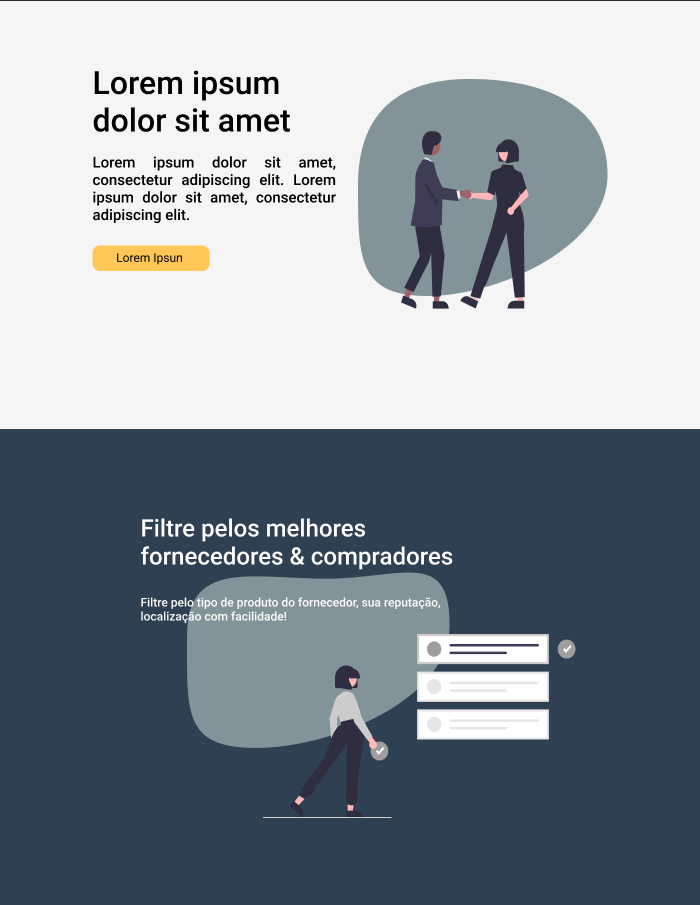 Lorem ipsum
dolor sit amet
Lorem ipsum dolor sit amet,
consectetur adipiscing elit. Lorem
ipsum dolor sit amet, consectetur
adipiscing elit.
Lorem Ipsun
Filtre pelos melhores
fornecedores & compradores
Filtre pelo tipo de produto do fornecedor, sua reputação,
localização com facilidade!